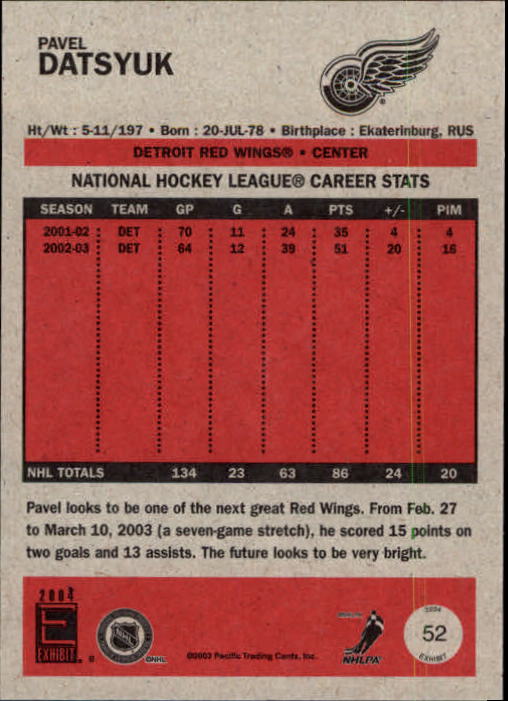 PAVEL
DATSYUK
Ht/Wt : 5-11/197 • Born : 20-JUL-78 • Birthplace : Ekaterinburg, RUS
DETROIT RED WINGS® • CENTER
NATIONAL HOCKEY LEAGUE® CAREER STATS
SEASON TEAM GP G A PTS +/- PIM
2001-02 DET 70 11 24 35 4 4
2002-03 DET 64 12 39 51 20 16
NHL TOTALS 134 23 63 86 24 20
Pavel looks to be one of the next great Red Wings. From Feb. 27
to March 10, 2003 (a seven-game stretch), he scored 15 points on
two goals and 13 assists. The future looks to be very bright.
2004
E
EXHIBIT
NHL
©NHL
©2003 Pacific Trading Cards, Inc.
NHLPA
2004
52
EXHIBIT